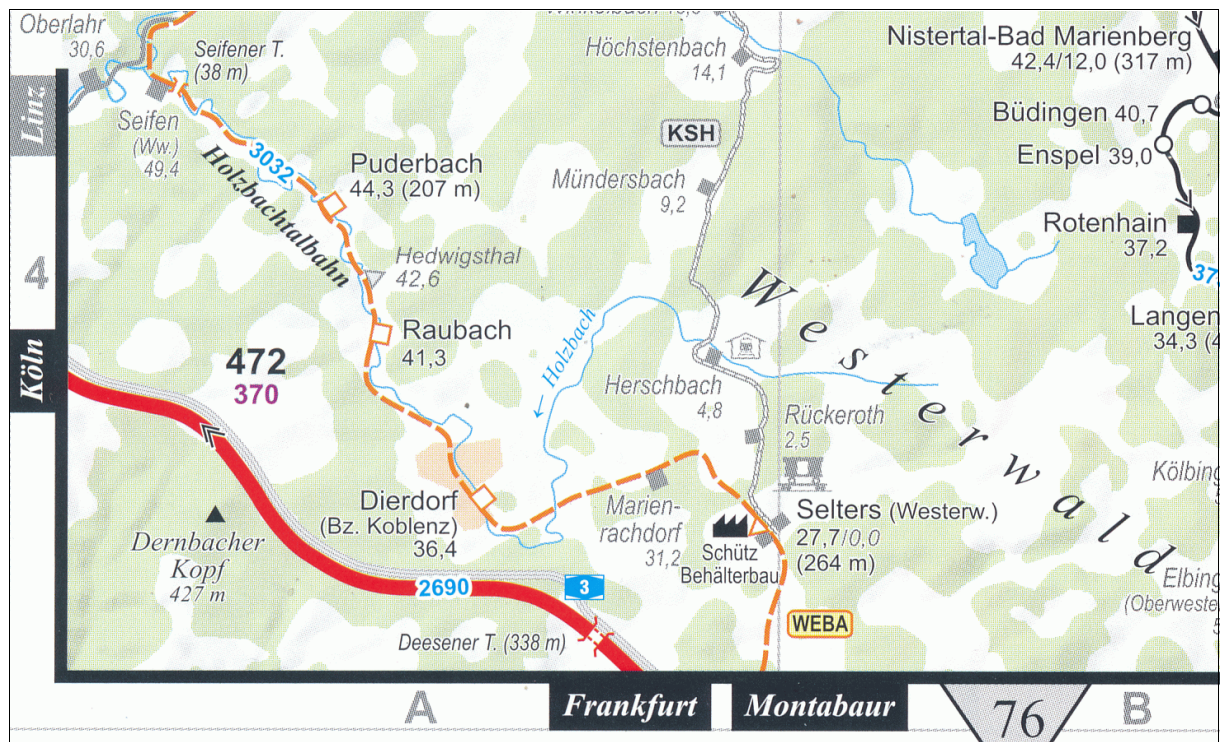 Oberlahr
30,6
Seifener T.
(38 m)
Höchstenbach
14,1
Nistertal-Bad Marienberg
42,4/12,0 (317 m)
Linz
Seifen
(Ww.)
49,4
3032
Holzbachtalbahn
Puderbach
44,3 (207 m)
KSH
Mündersbach
9,2
Büdingen 40,7
Enspel 39,0
Rotenhain
37,2
37
4
Hedwigsthal
42,6
Raubach
41,3
Holzbach
Westerwald
Langen
34,3 (4
Köln
472
370
Herschbach
4,8
Rückeroth
2,5
Kölbing
Dierdorf
(Bz. Koblenz)
36,4
Marien-
rachdorf
31,2
Selters (Westerw.)
27,7/0,0
(264 m)
Schütz
Behälterbau
Dernbacher
Kopf
427 m
2690
3
Elbing
(Oberweste
Deesener T. (338 m)
WEBA
A
Frankfurt
Montabaur
76
B